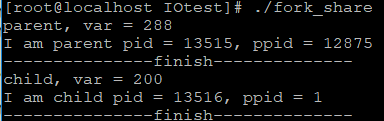 [root@localhost IOtest]# ./fork_share
parent, var = 288
I am parent pid = 13515, ppid = 12875
---------------finish---------------
child, var = 200
I am child pid = 13516, ppid = 1
---------------finish---------------